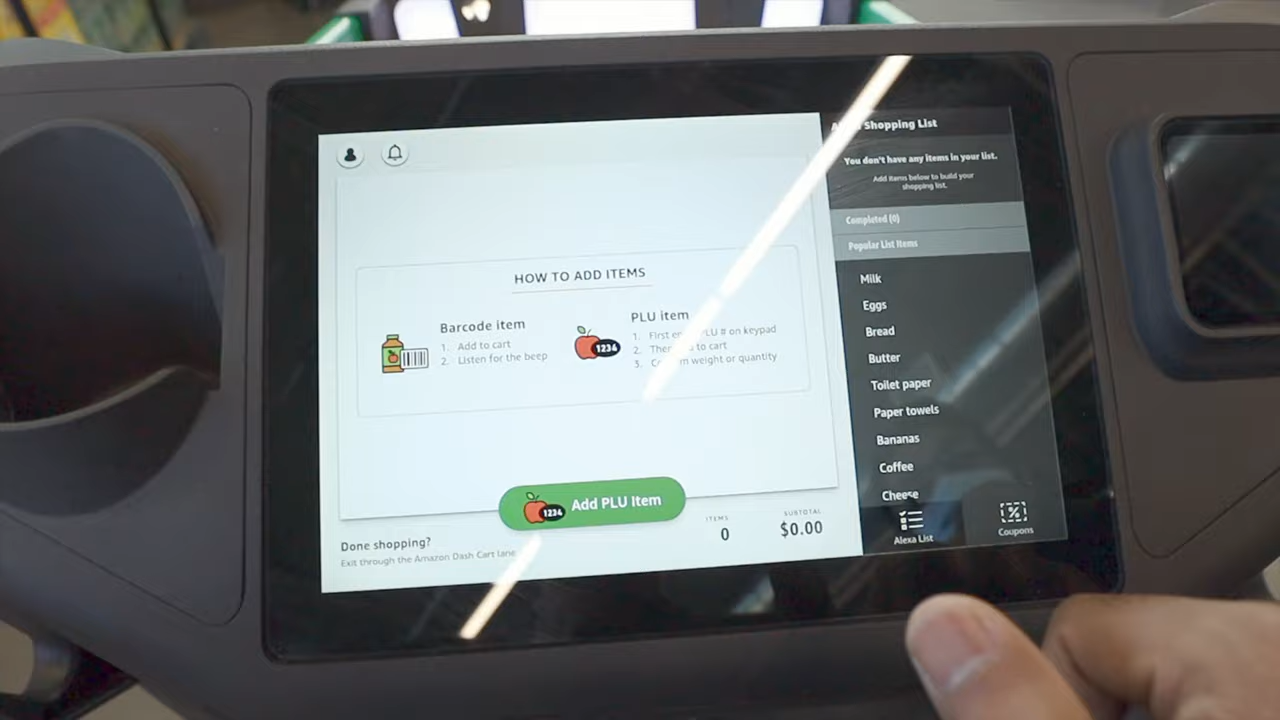 Shopping List
You don't have any items in your list.
Add items below to build your
shopping list.
Completed (0)
Popular List Items
Milk
Eggs
Bread
Butter
Toilet paper
Paper towels
Bananas
Coffee
Cheese
Alexa List
Coupons
HOW TO ADD ITEMS
Barcode item
1. Add to cart
2. Listen for the beep
PLU item
1. First PLU # on keypad
2. to cart
3. weight or quantity
1234
Add PLU Item
1234
Done shopping?
Exit through the Amazon Dash Cart lane
ITEMS
0
SUBTOTAL
$0.00